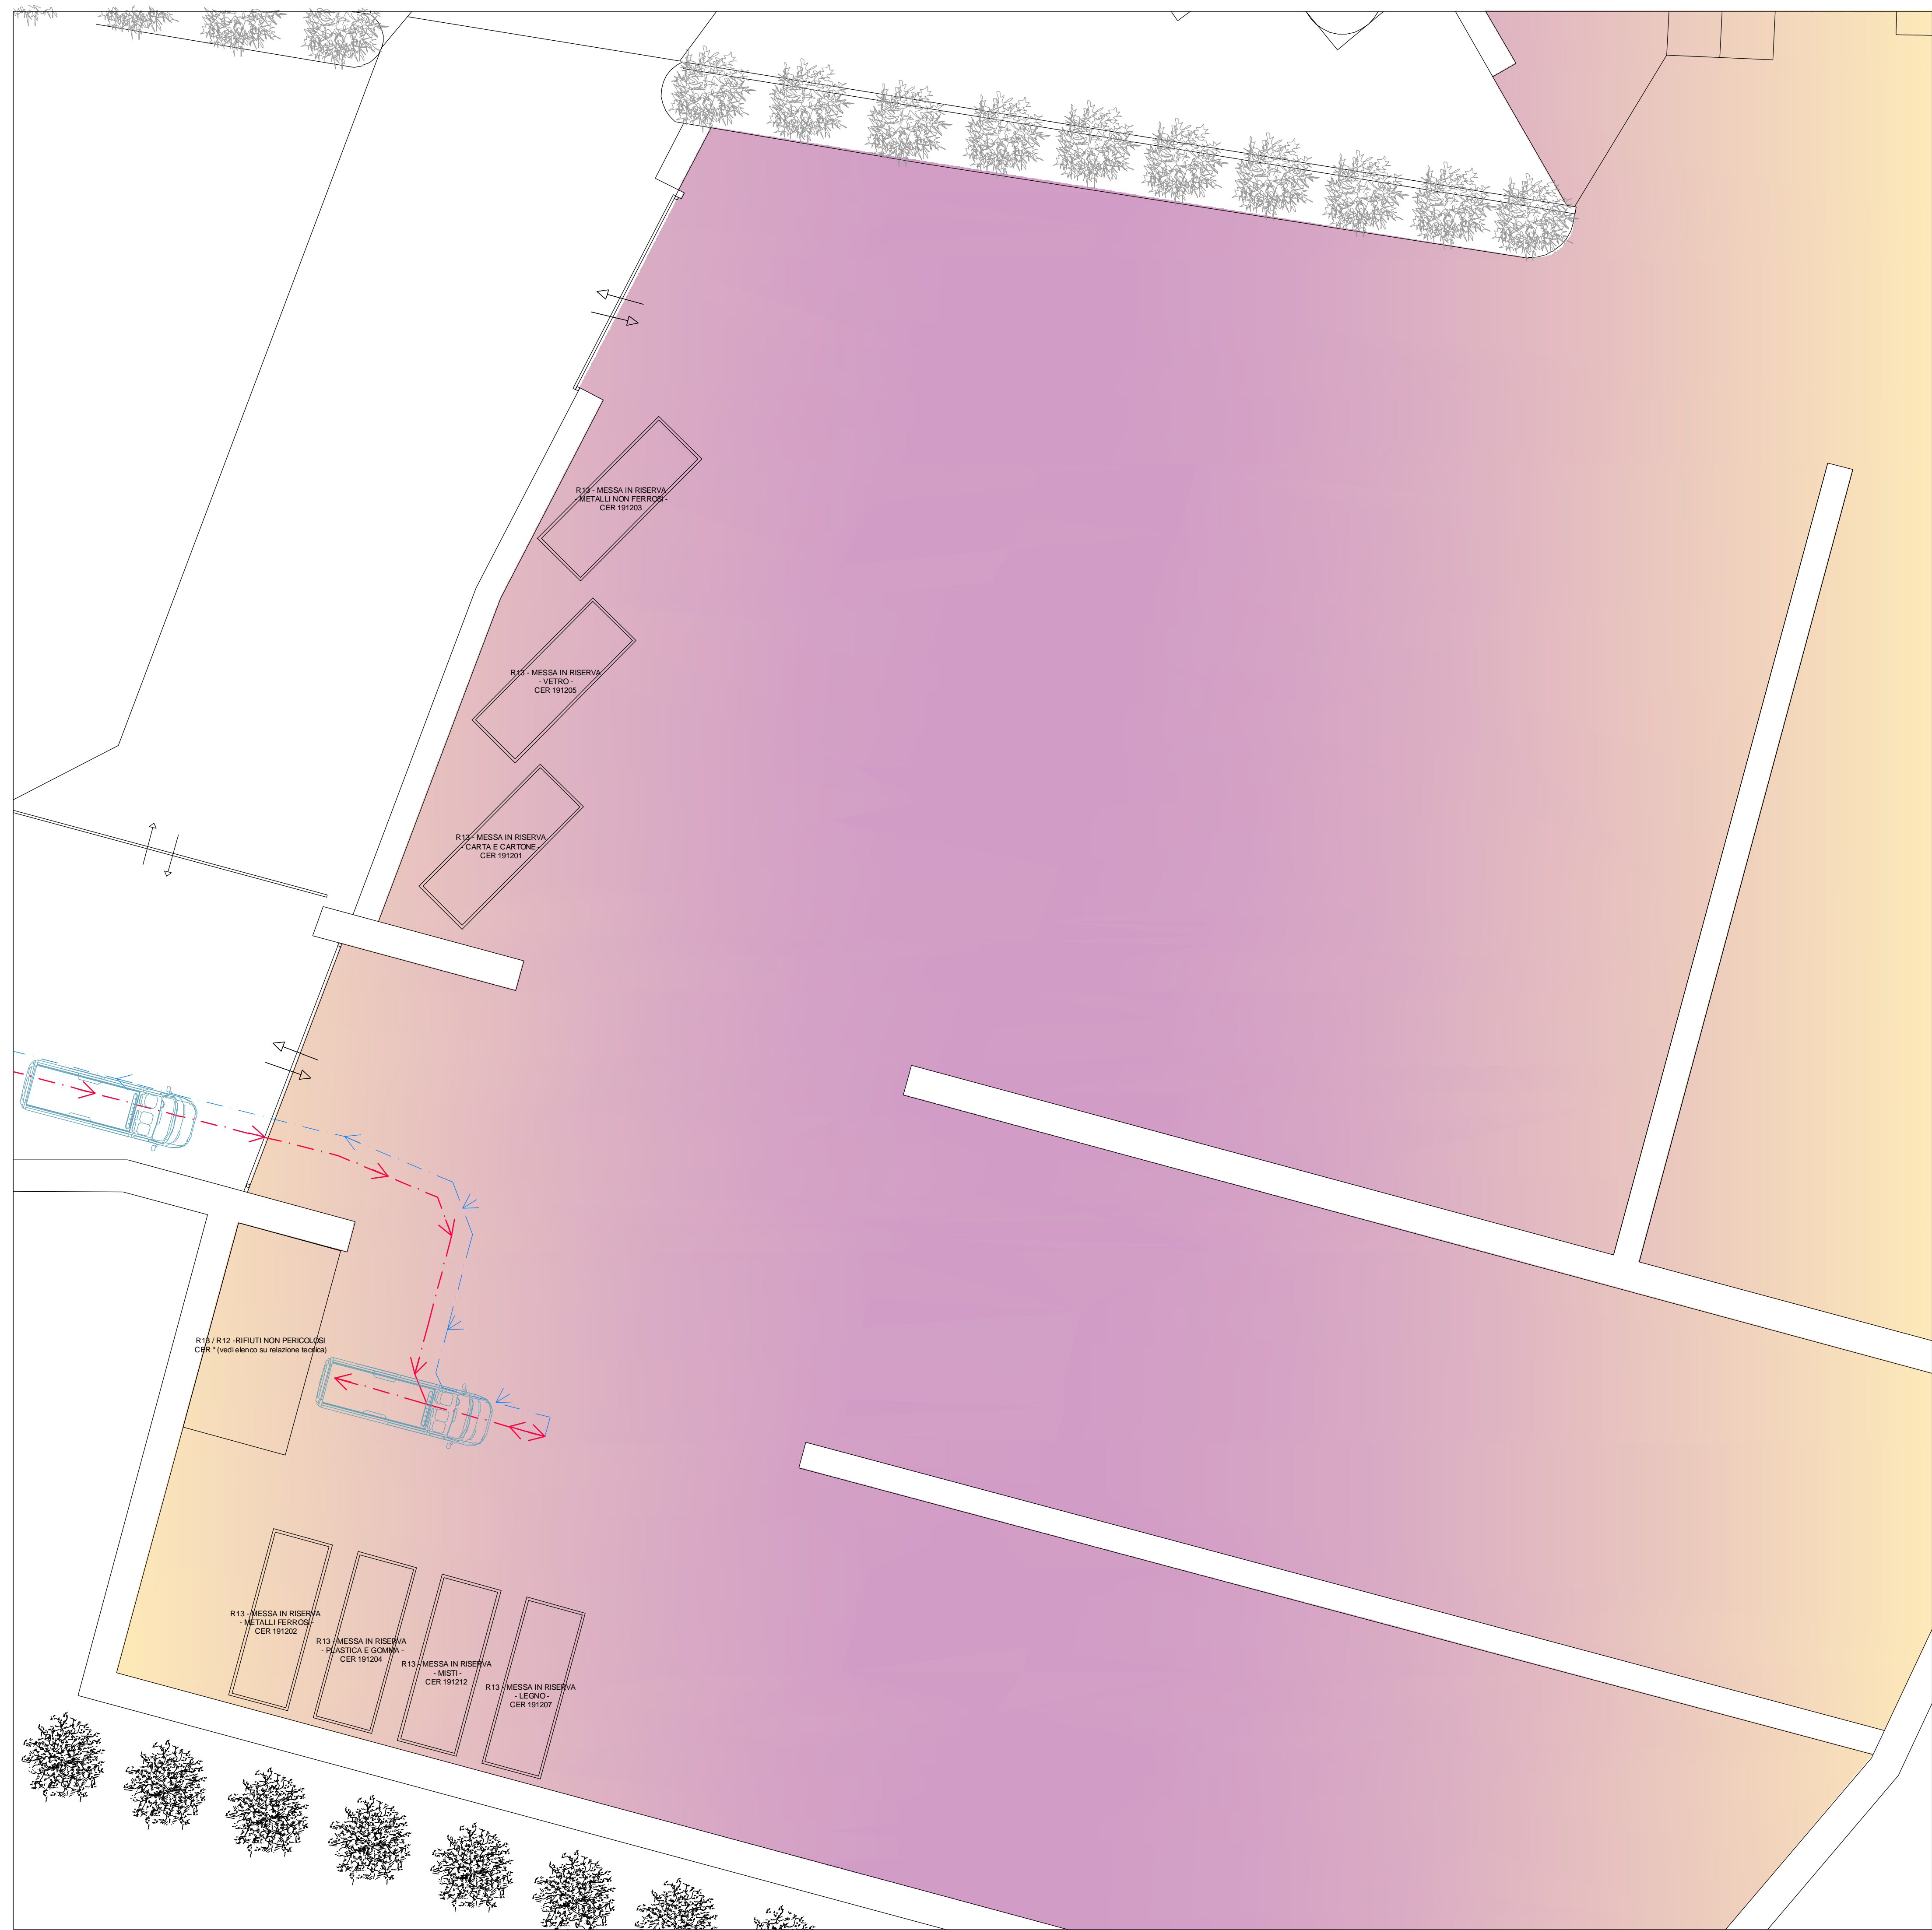 R13 - MESSA IN RISERVA
- METALLI NON FERROSI -
CER 191203
R13 - MESSA IN RISERVA
- VETRO -
CER 191205
R13 - MESSA IN RISERVA
- CARTA E CARTONE -
CER 191201
R13 / R12 -RIFIUTI NON PERICOLOSI
CER * (vedi elenco su relazione tecnica)
R13 - MESSA IN RISERVA
- METALLI FERROSI -
CER 191202
R13 - MESSA IN RISERVA
- PLASTICA E GOMMA -
CER 191204
R13 - MESSA IN RISERVA
- MISTI -
CER 191212
R13 - MESSA IN RISERVA
- LEGNO -
CER 191207